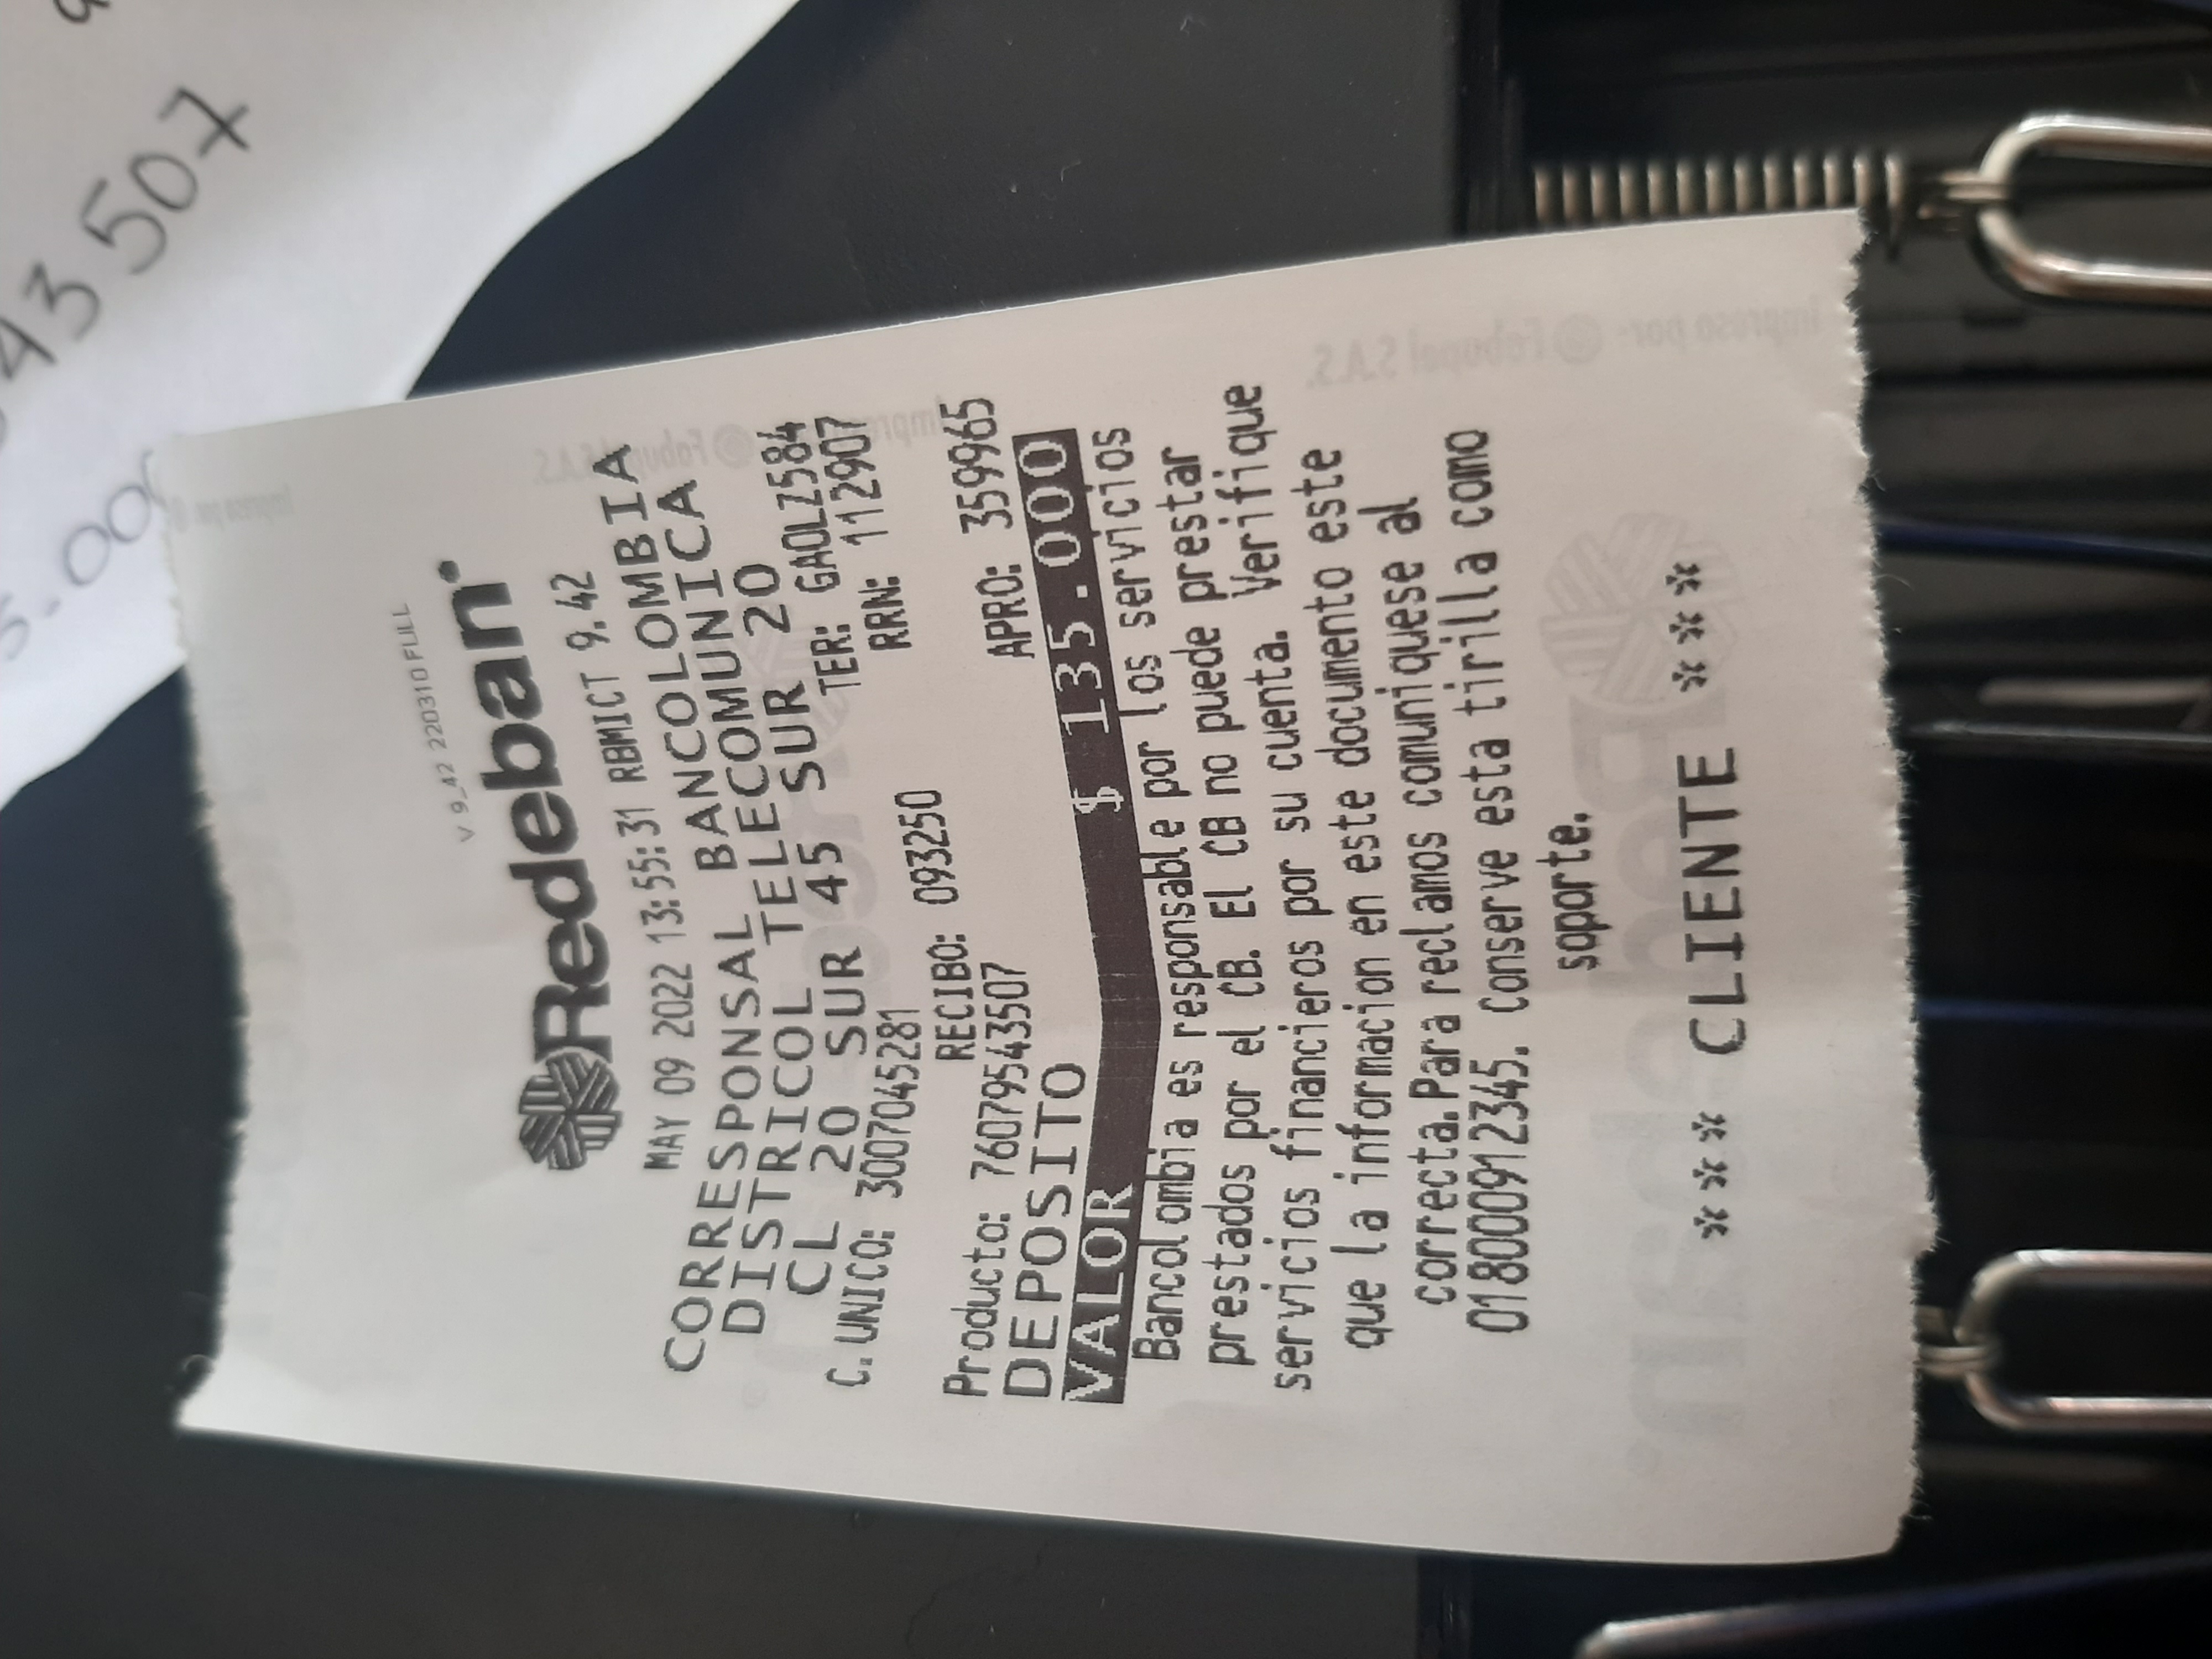 V 9_42 220310 FULL
Redeban
MAY 09 2022 13:55:31 RBMICT 9.42
CORRESPONSAL BANCOLOMBIA
DISTRICOL TELECOMUNICA
CL 20 SUR 45 SUR 20
C. UNICO: 3007045281 TER: GAOLZ584
RRN: 112907
RECIBO: 093250
Producto: 76079543507
DEPOSITO APRO: 359965
VALOR $ 135.000
Bancolombia es responsable por los servicios
prestados por el CB. El CB no puede prestar
servicios financieros por su cuenta. Verifique
que la informacion en este documento este
correcta.Para reclamos comuniquese al
018000912345. Conserve esta tirilla como
soporte.
*** CLIENTE ***
43507